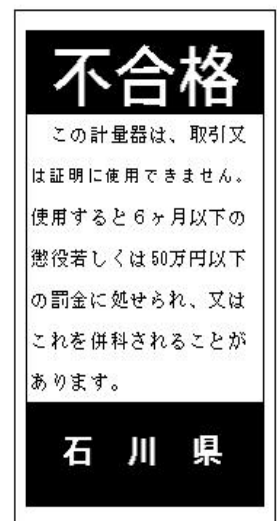 不合格
この計量器は、取引又
は証明に使用できません。
使用すると6ヶ月以下の
懲役若しくは50万円以下
の罰金に処せられ、又は
これを併科されることが
あります。
石川県